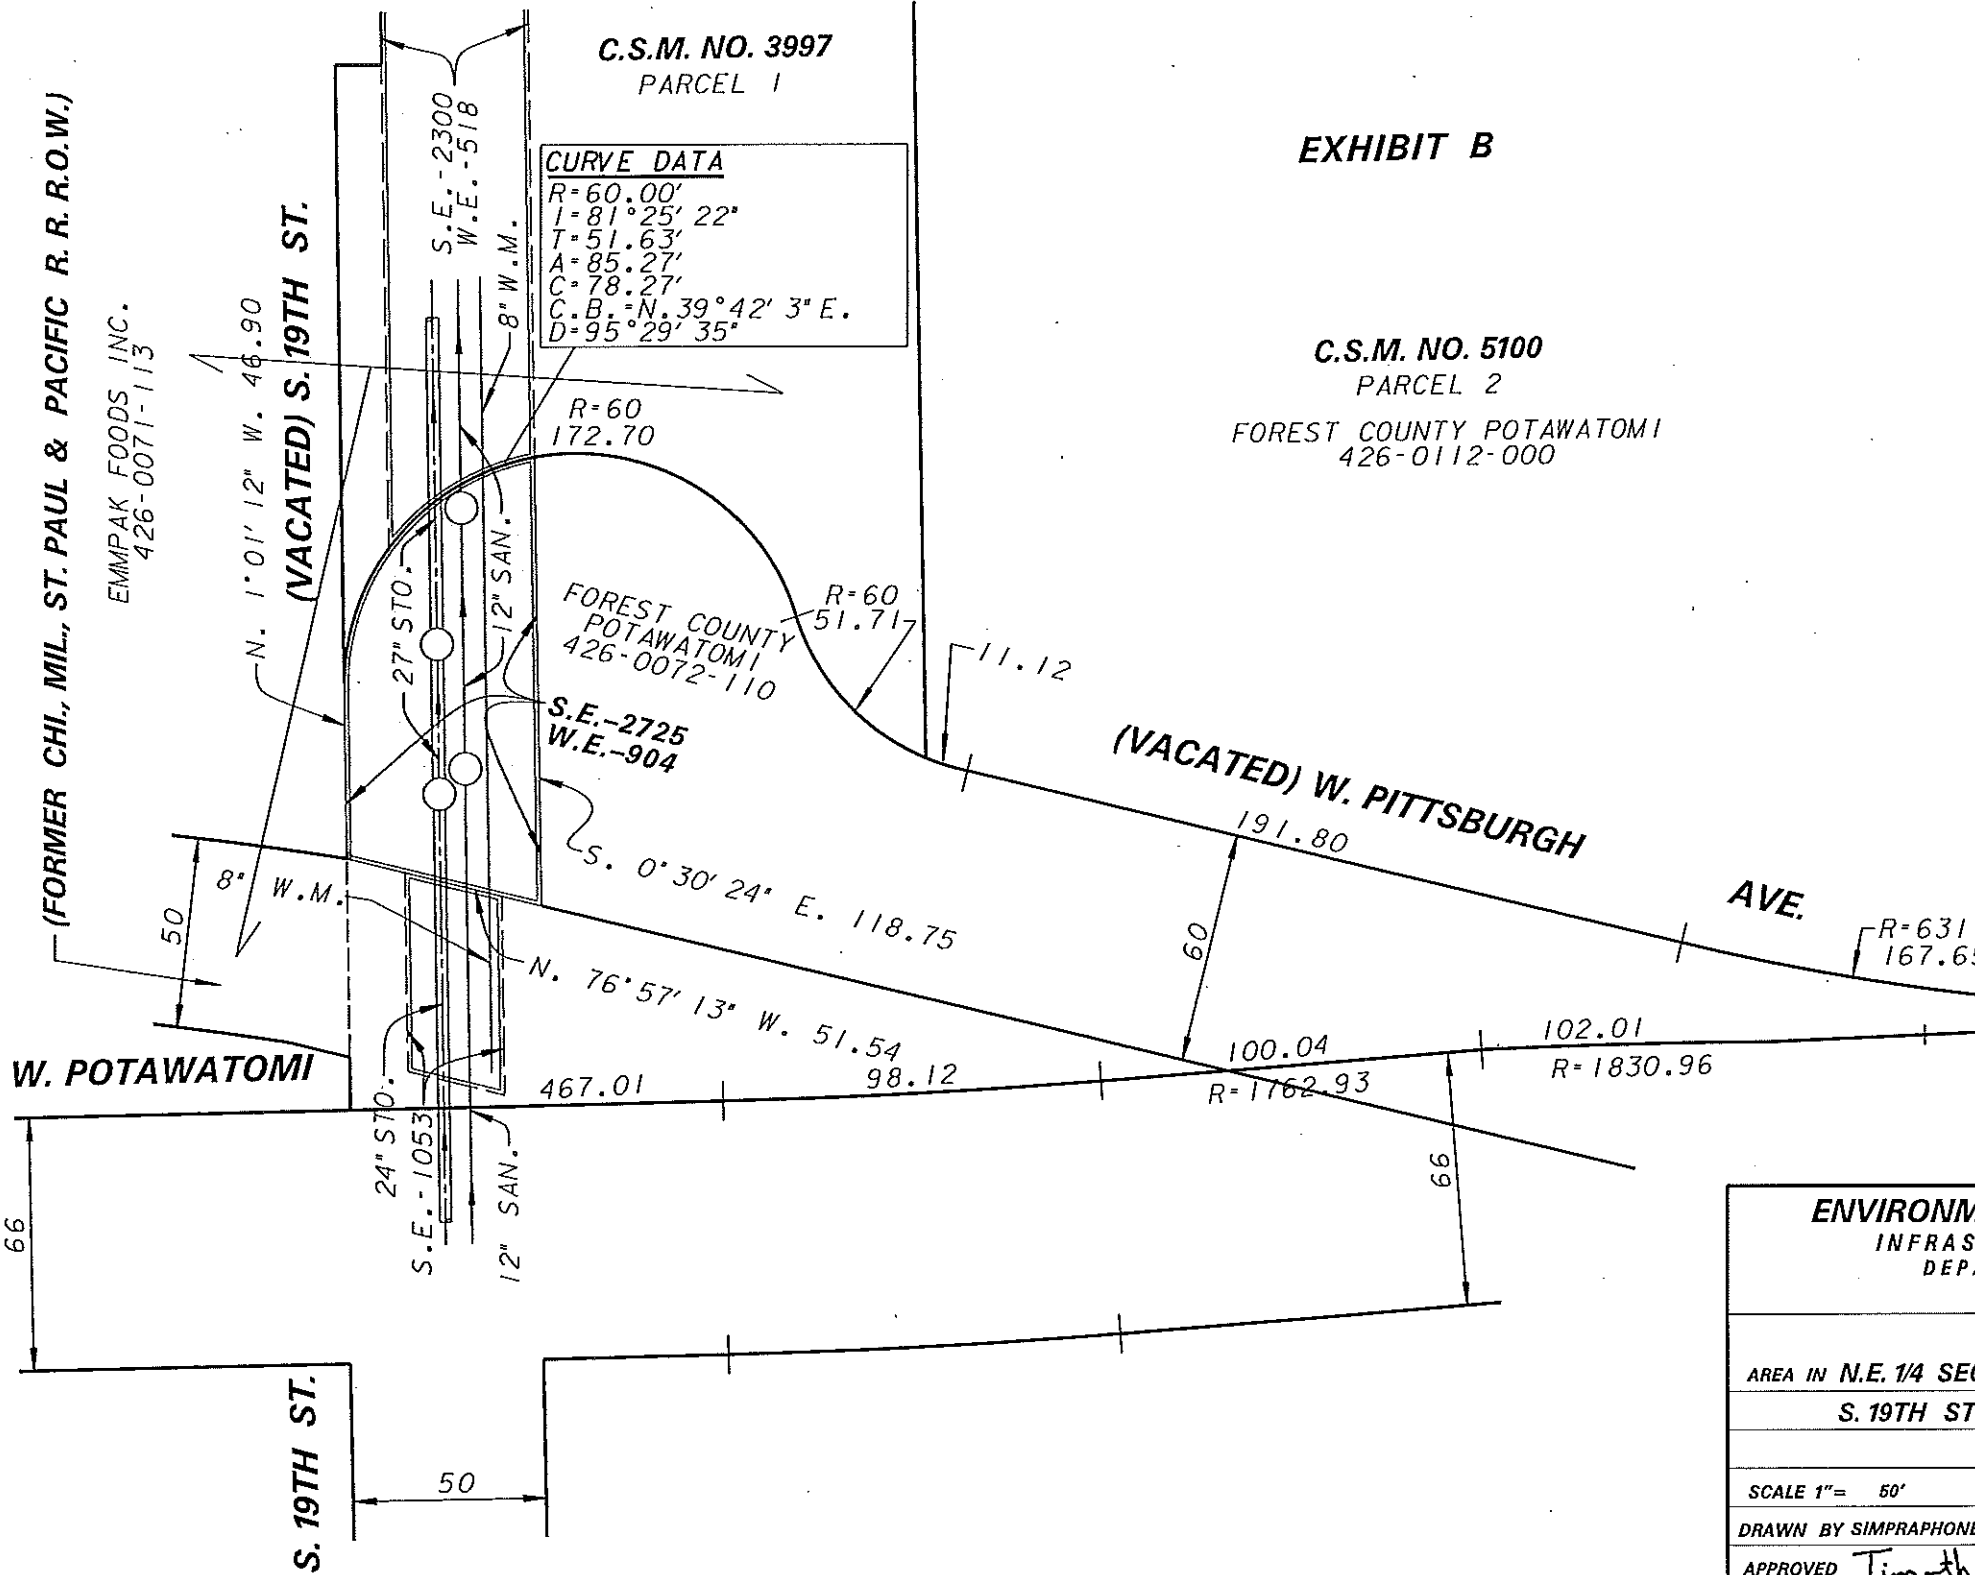 C.S.M. NO. 3997
PARCEL 1
EXHIBIT B
S.E.-2300
W.E.-518
8" W.M.
CURVE DATA
R=60.00'
I=81°25' 22"
T=51.63'
A=85.27'
C=78.27'
C.B.=N.39°42' 3" E.
D=95°29' 35"
(FORMER CHI., MIL., ST. PAUL & PACIFIC R. R. R.O.W.)
EMMPAK FOODS INC.
426-0071-113
N. 1°01' 12" W. 46.90
(VACATED) S. 19TH ST.
C.S.M. NO. 5100
PARCEL 2
FOREST COUNTY POTAWATOMI
426-0112-000
R=60
172.70
27" STO.
12" SAN.
FOREST COUNTY
POTAWATOMI
426-0072-110
R=60
51.71
11.12
S.E.-2725
W.E.-904
(VACATED) W. PITTSBURGH AVE.
191.80
S. 0°30' 24" E. 118.75
8" W.M.
50
60
R=631
167.65
N. 76°57' 13" W. 51.54
W. POTAWATOMI
467.01
98.12
100.04
R=1762.93
102.01
R=1830.96
24" STO.
S.E.-1053
12" SAN.
66
66
S. 19TH ST.
50
ENVIRONM
INFRAS
DEPA
AREA IN N.E. 1/4 SEC
S. 19TH ST
SCALE 1"= 50'
DRAWN BY SIMPRAPHONE
APPROVED Timoth